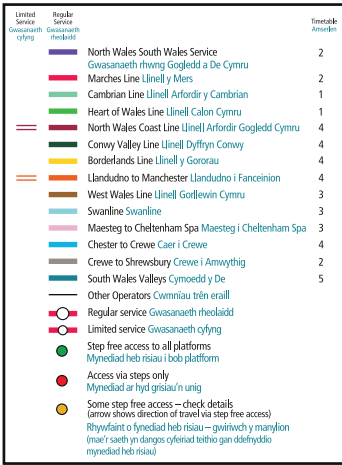 Limited Service Gwasanaeth cyfyng
Regular Service Gwasanaeth rheolaidd
Timetable Amserlen
North Wales South Wales Service 2
Gwasanaeth rhwng Gogledd a De Cymru
Marches Line Llinell y Mers 2
Cambrian Line Llinell Arfordir y Cambrian 1
Heart of Wales Line Llinell Calon Cymru 1
North Wales Coast Line Llinell Arfordir Gogledd Cymru 4
Conwy Valley Line Llinell Dyffryn Conwy 4
Borderlands Line Llinell y Gororau 4
Llandudno to Manchester Llandudno i Fanceinion 4
West Wales Line Llinell Gorllewin Cymru 3
Swanline Swanline 3
Maesteg to Cheltenham Spa Maesteg i Cheltenham Spa 3
Chester to Crewe Caer i Crewe 4
Crewe to Shrewsbury Crewe i Amwythig 2
South Wales Valleys Cymoedd y De 5
Other Operators Cwmnïau trên eraill
Regular service Gwasanaeth rheolaidd
Limited service Gwasanaeth cyfyng
Step free access to all platforms
Mynediad heb risiau i bob platfform
Access via steps only
Mynediad ar hyd grisiau'n unig
Some step free access – check details
(arrow shows direction of travel via step free access)
Rhywfaint o fynediad heb risiau – gwiriwch y manylion
(mae'r saeth yn dangos cyfeiriad teithio gan ddefnyddio
mynediad heb risiau)